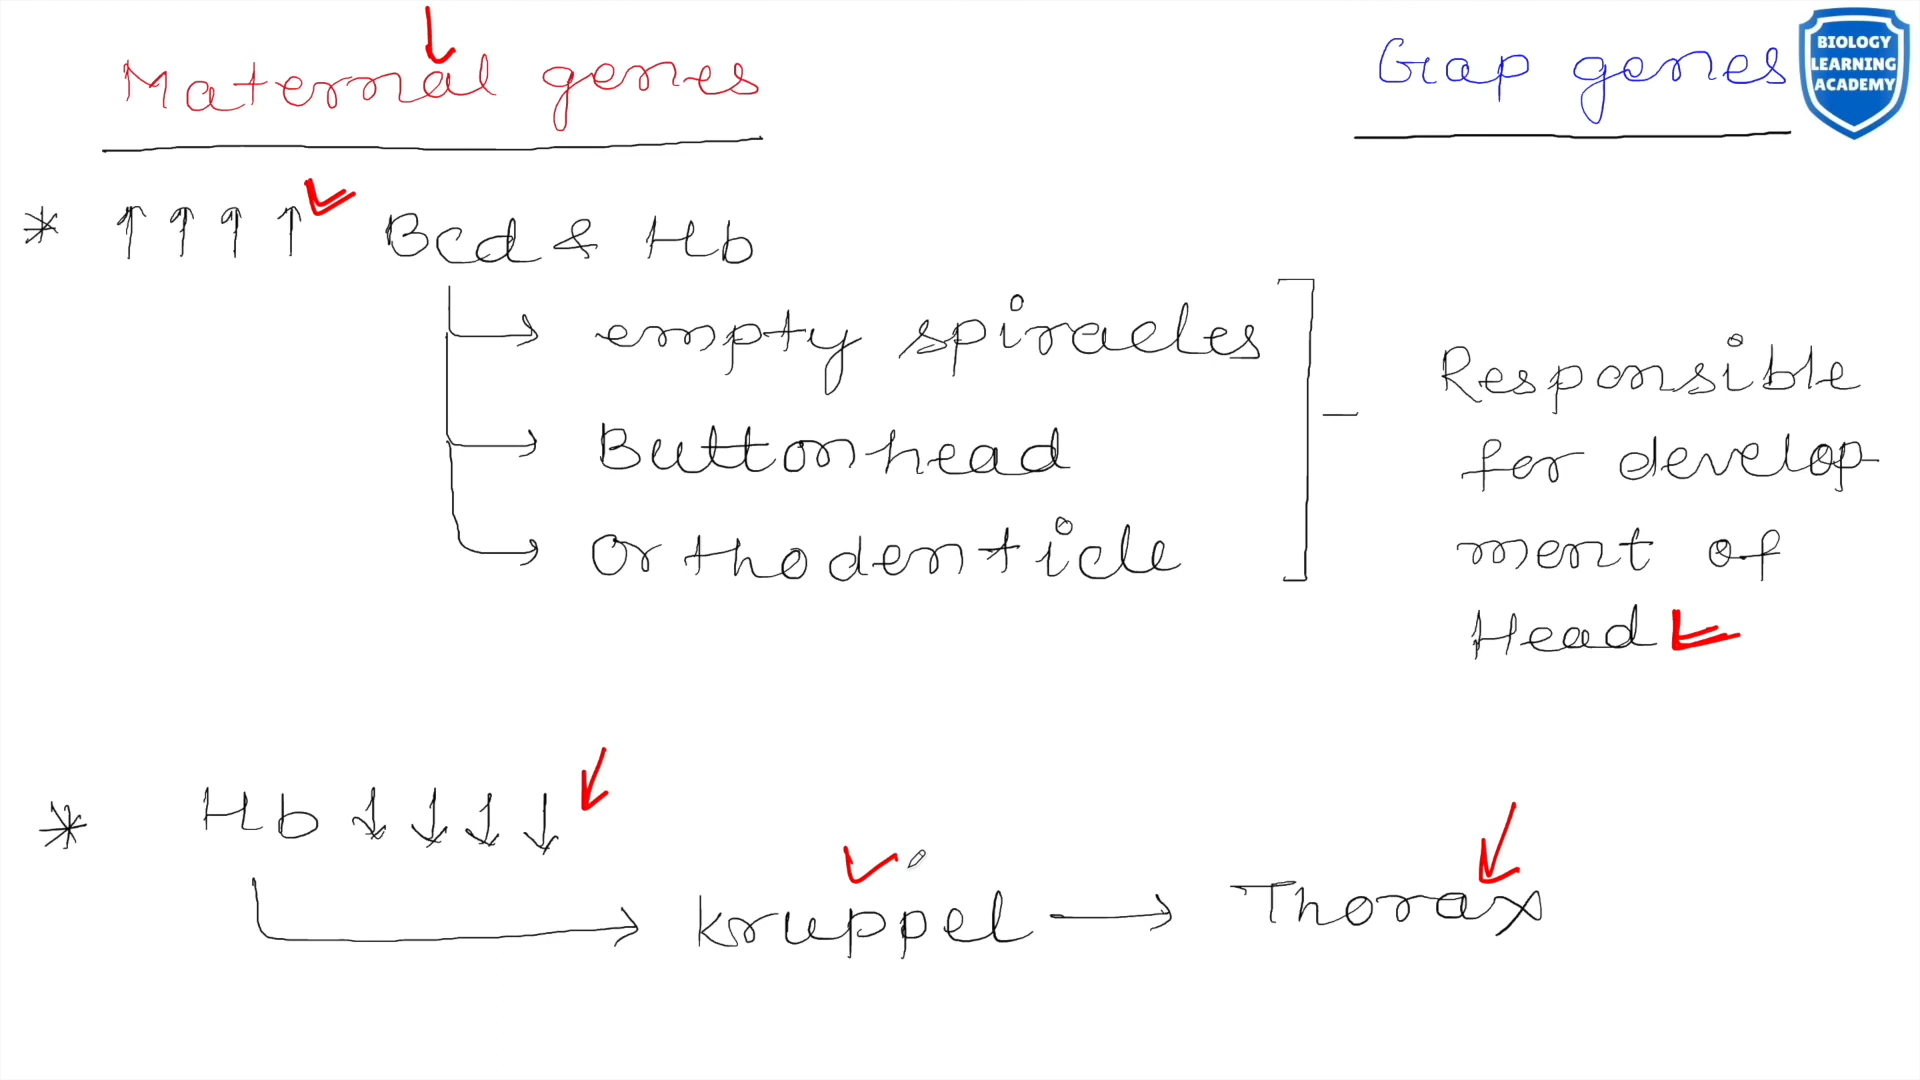 Maternal genes
Gap genes
BIOLOGY
LEARNING
ACADEMY
* ↑ ↑ ↑ ↑ Bcd & Hb
→ empty spiracles
→ Buttonhead
→ Orthodenticle
Responsible
for develop
ment of
Head
* Hb ↓ ↓ ↓ ↓
→ Kruppel → Thorax